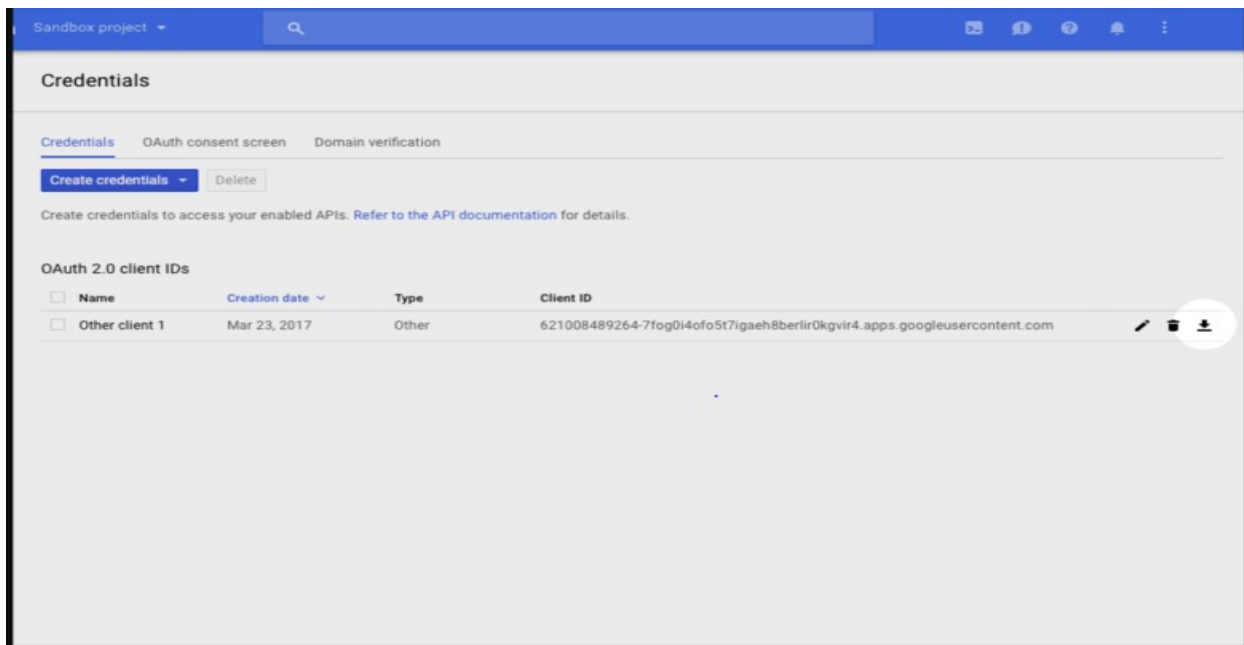 Sandbox project
Credentials
Credentials OAuth consent screen Domain verification
Create credentials Delete
Create credentials to access your enabled APIs. Refer to the API documentation for details.
OAuth 2.0 client IDs
Name Creation date Type Client ID
Other client 1 Mar 23, 2017 Other 621008489264-7fog0i4ofo5t7igaeh8berlir0kgvir4.apps.googleusercontent.com